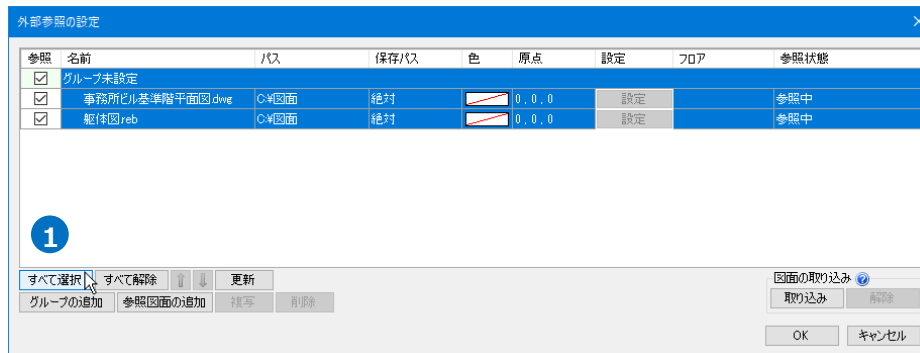 外部参照の設定
参照 名前 パス 保存パス 色 原点 設定 フロア 参照状態
グループ未設定
事務所ビル基準階平面図.dwg C:¥図面 絶対 0,0,0 設定 参照中
躯体図.reb C:¥図面 絶対 0,0,0 設定 参照中
1
すべて選択 すべて解除 ⇧ ⇩ 更新 図面の取り込み ?
グループの追加 参照図面の追加 複写 削除 取り込み 解除
OK キャンセル